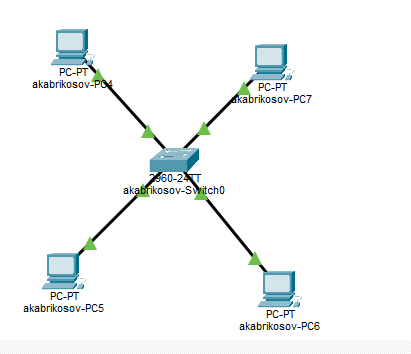 PC-PT
akabrikosov-PC4
PC-PT
akabrikosov-PC7
2960-24TT
akabrikosov-Switch0
PC-PT
akabrikosov-PC5
PC-PT
akabrikosov-PC6